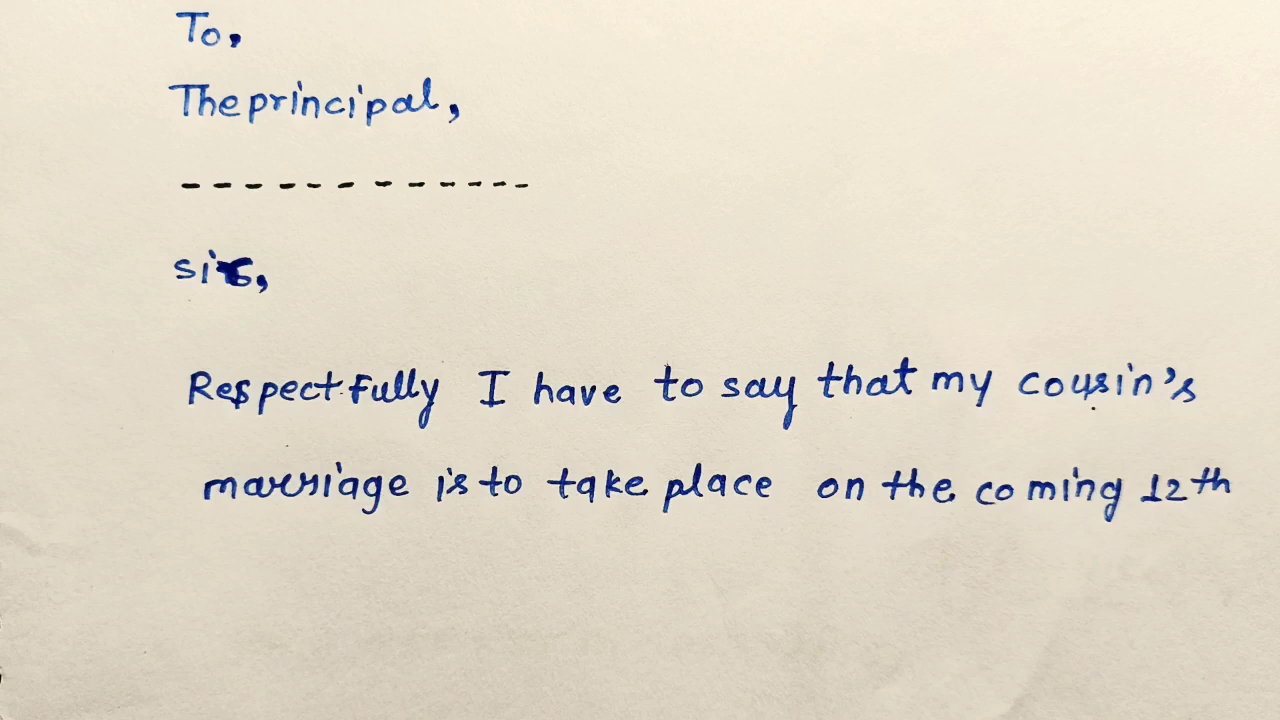 To,
The principal,
------------
sir,
Respectfully I have to say that my cousin's
marriage is to take place on the coming 12th